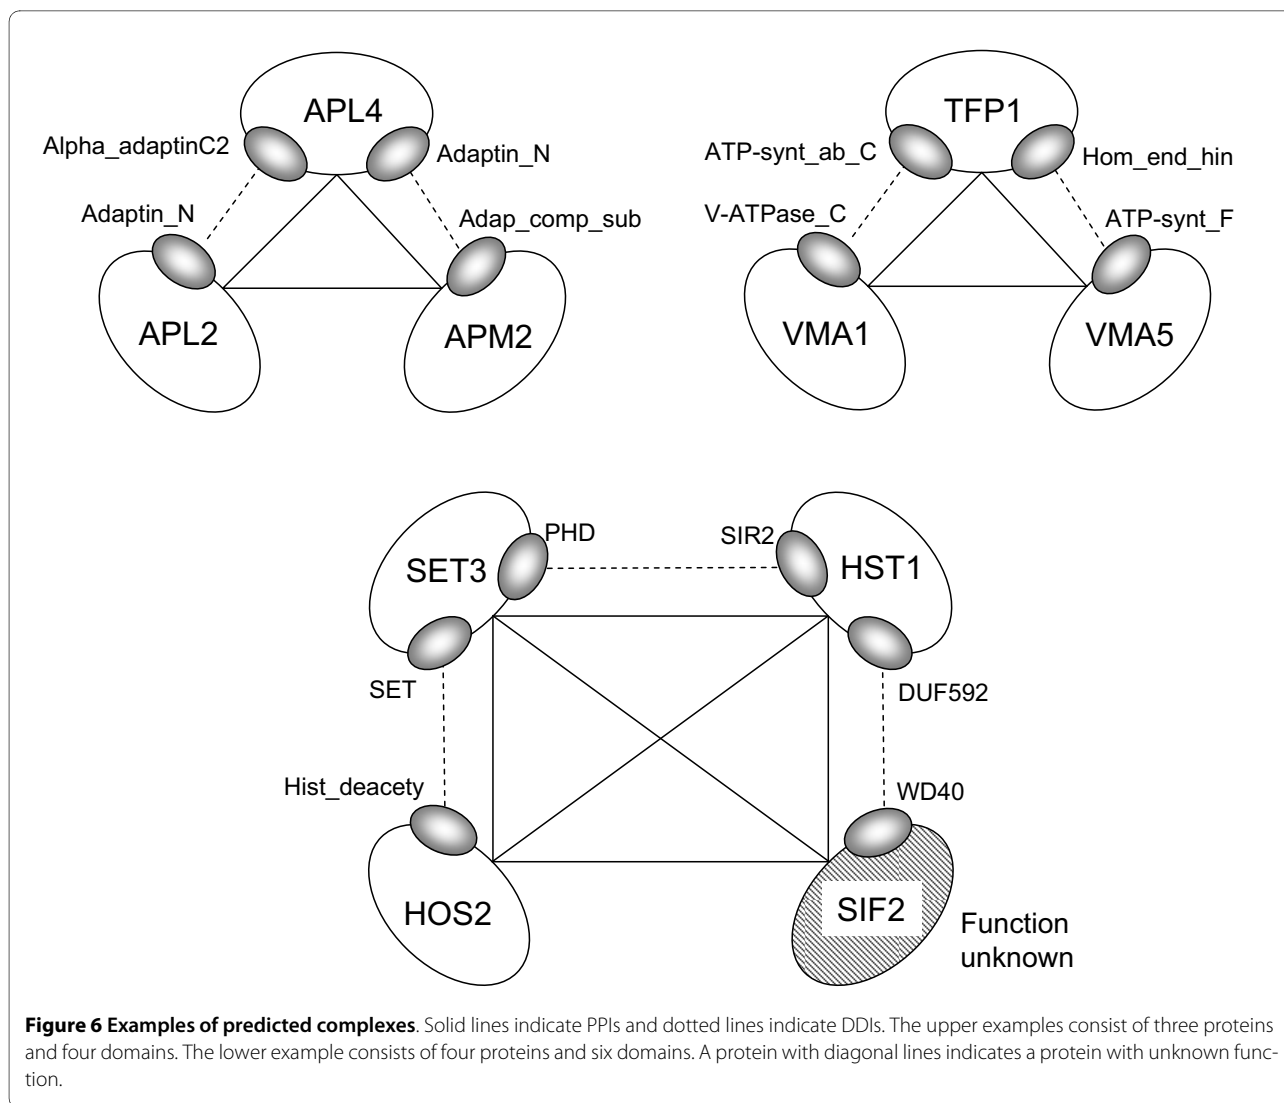 APL4
Alpha_adaptinC2
Adaptin_N
Adaptin_N
Adap_comp_sub
APL2
APM2
TFP1
ATP-synt_ab_C
Hom_end_hin
V-ATPase_C
ATP-synt_F
VMA1
VMA5
PHD
SIR2
SET3
HST1
SET
DUF592
Hist_deacety
WD40
HOS2
SIF2
Function
unknown
Figure 6 Examples of predicted complexes. Solid lines indicate PPIs and dotted lines indicate DDIs. The upper examples consist of three proteins
and four domains. The lower example consists of four proteins and six domains. A protein with diagonal lines indicates a protein with unknown func-
tion.